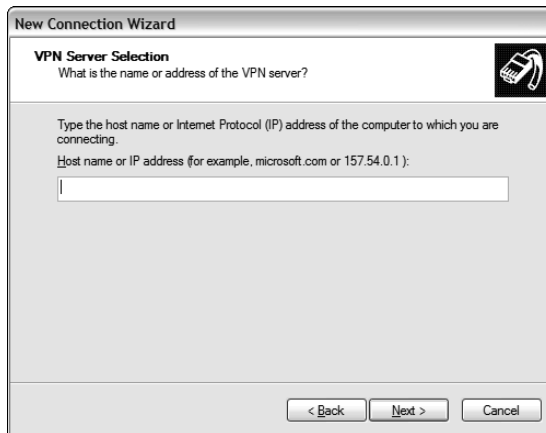 New Connection Wizard
VPN Server Selection
What is the name or address of the VPN server?
Type the host name or Internet Protocol (IP) address of the computer to which you are
connecting.
Host name or IP address (for example, microsoft.com or 157.54.0.1 ):
< Back Next > Cancel